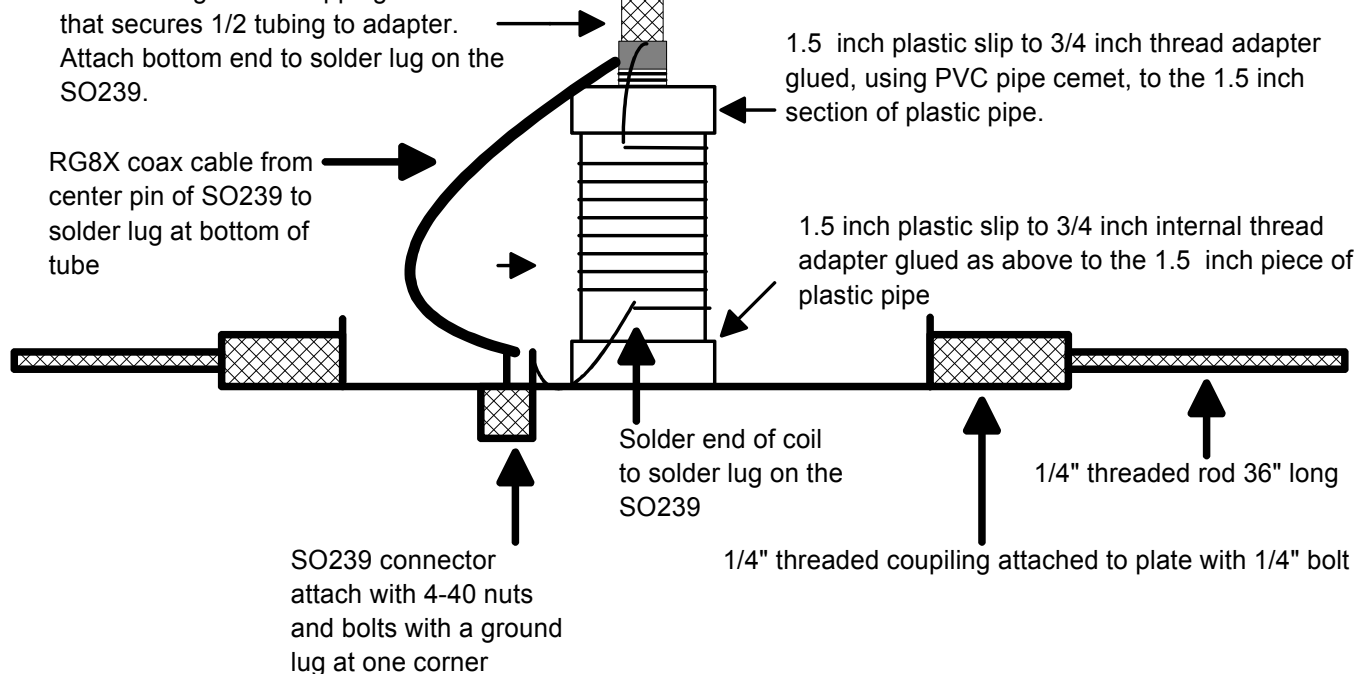 that secures 1/2 tubing to adapter.
Attach bottom end to solder lug on the
SO239.
1.5  inch plastic slip to 3/4 inch thread adapter
glued, using PVC pipe cemet, to the 1.5 inch
section of plastic pipe.
RG8X coax cable from
center pin of SO239 to
solder lug at bottom of
tube
1.5 inch plastic slip to 3/4 inch internal thread
adapter glued as above to the 1.5  inch piece of
plastic pipe
Solder end of coil
to solder lug on the
SO239
1/4" threaded rod 36" long
SO239 connector
attach with 4-40 nuts
and bolts with a ground
lug at one corner
1/4" threaded coupiling attached to plate with 1/4" bolt